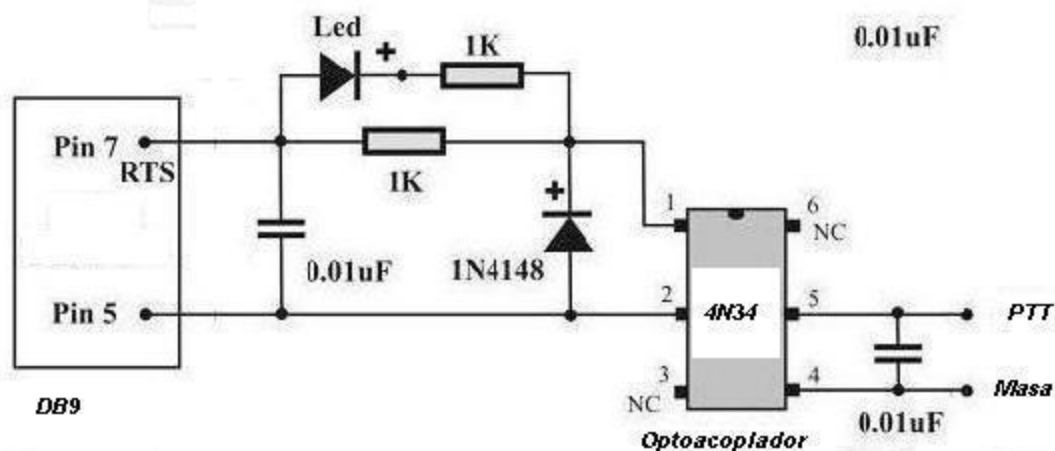 Led
+
1K
0.01uF
Pin 7
RTS
1K
+
0.01uF
1N4148
Pin 5
DB9
1
6
NC
2
4N34
5
PTT
3
NC
4
Masa
0.01uF
Optoacoplador